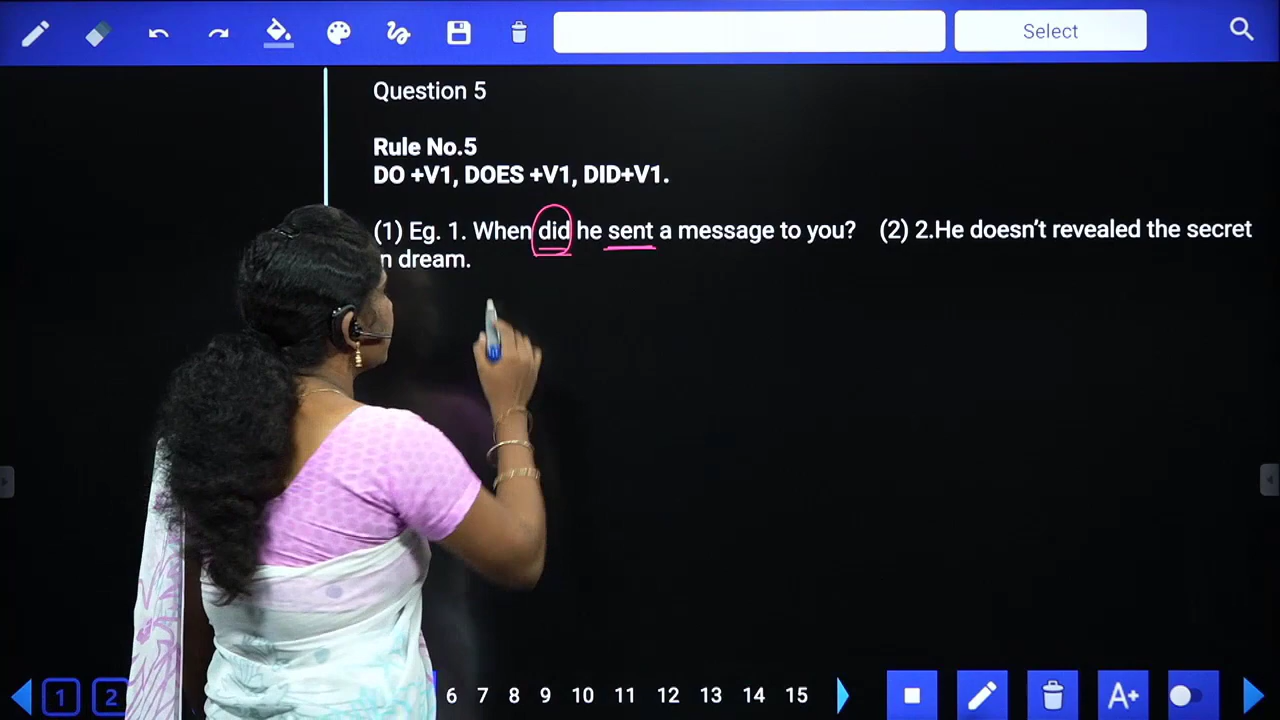 Select
Question 5
Rule No.5
DO +V1, DOES +V1, DID+V1.
(1) Eg. 1. When did he sent a message to you? (2) 2.He doesn't revealed the secret
dream.
1 2 6 7 8 9 10 11 12 13 14 15 A+